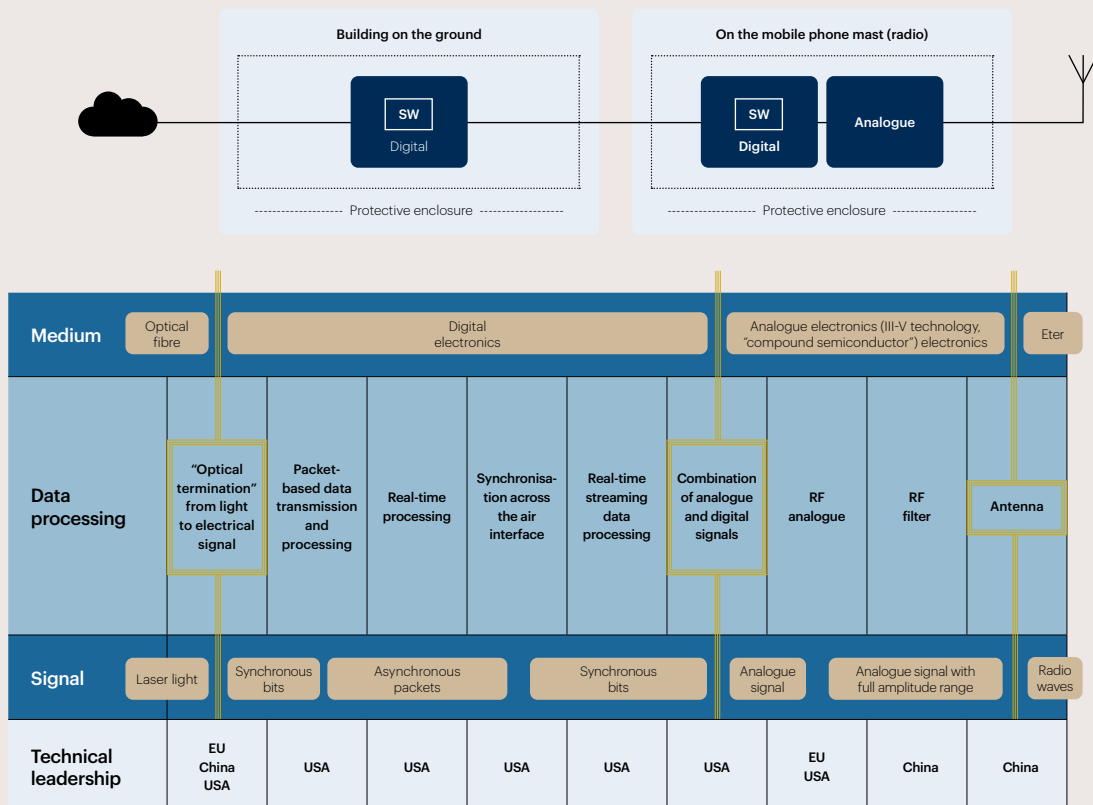 Building on the ground
On the mobile phone mast (radio)
SW
Digital
SW
Digital
Analogue
Protective enclosure
Protective enclosure
Medium
Optical
fibre
Digital
electronics
Analogue electronics (III-V technology,
“compound semiconductor”) electronics
Eter
Data
processing
“Optical
termination”
from light
to electrical
signal
Packet-
based data
transmission
and
processing
Real-time
processing
Synchronisa-
tion across
the air
interface
Real-time
streaming
data
processing
Combination
of analogue
and digital
signals
RF
analogue
RF
filter
Antenna
Signal
Laser light
Synchronous
bits
Asynchronous
packets
Synchronous
bits
Analogue
signal
Analogue signal with
full amplitude range
Radio
waves
Technical
leadership
EU
China
USA
USA
USA
USA
USA
USA
EU
USA
China
China